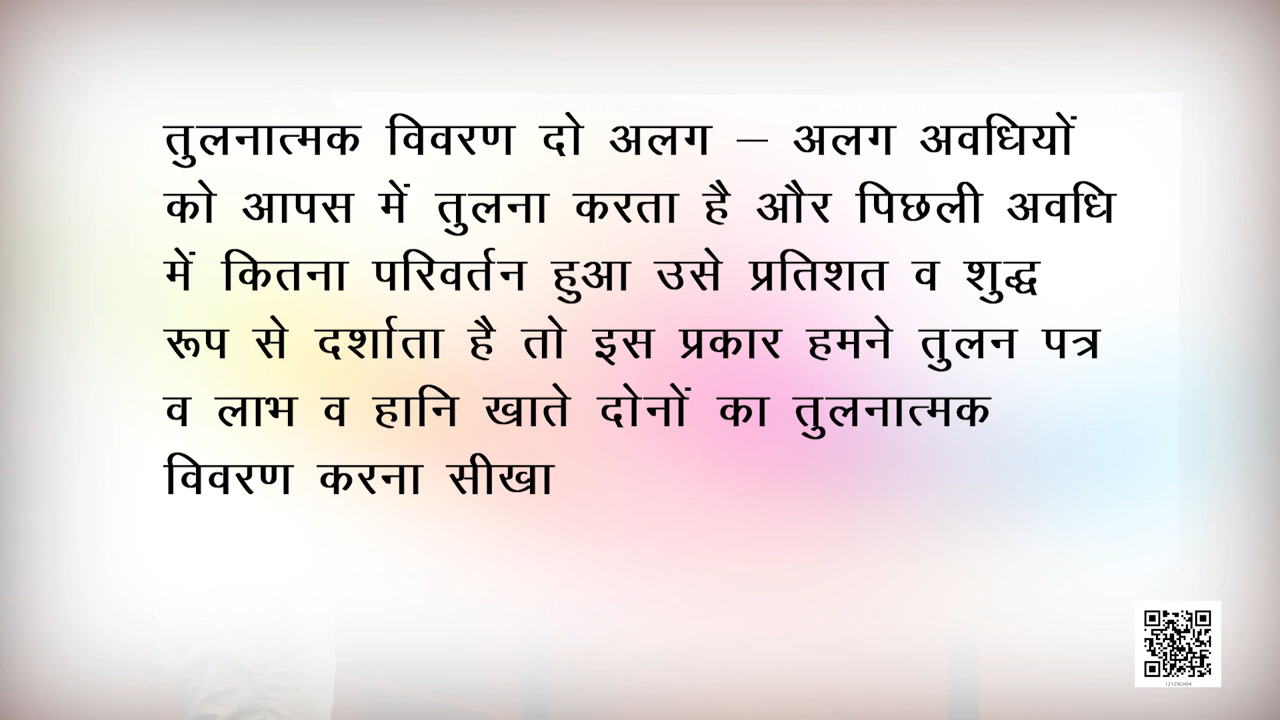 तुलनात्मक विवरण दो अलग – अलग अवधियों
को आपस में तुलना करता है और पिछली अवधि
में कितना परिवर्तन हुआ उसे प्रतिशत व शुद्ध
रूप से दर्शाता है तो इस प्रकार हमने तुलन पत्र
व लाभ व हानि खाते दोनों का तुलनात्मक
विवरण करना सीखा